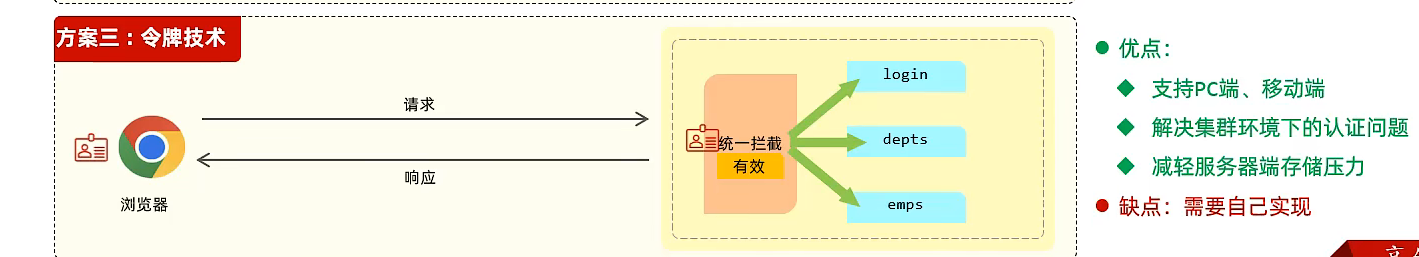 方案三：令牌技术
请求
响应
浏览器
统一拦截
有效
login
depts
emps
优点：
支持PC端、移动端
解决集群环境下的认证问题
减轻服务器端存储压力
缺点：需要自己实现